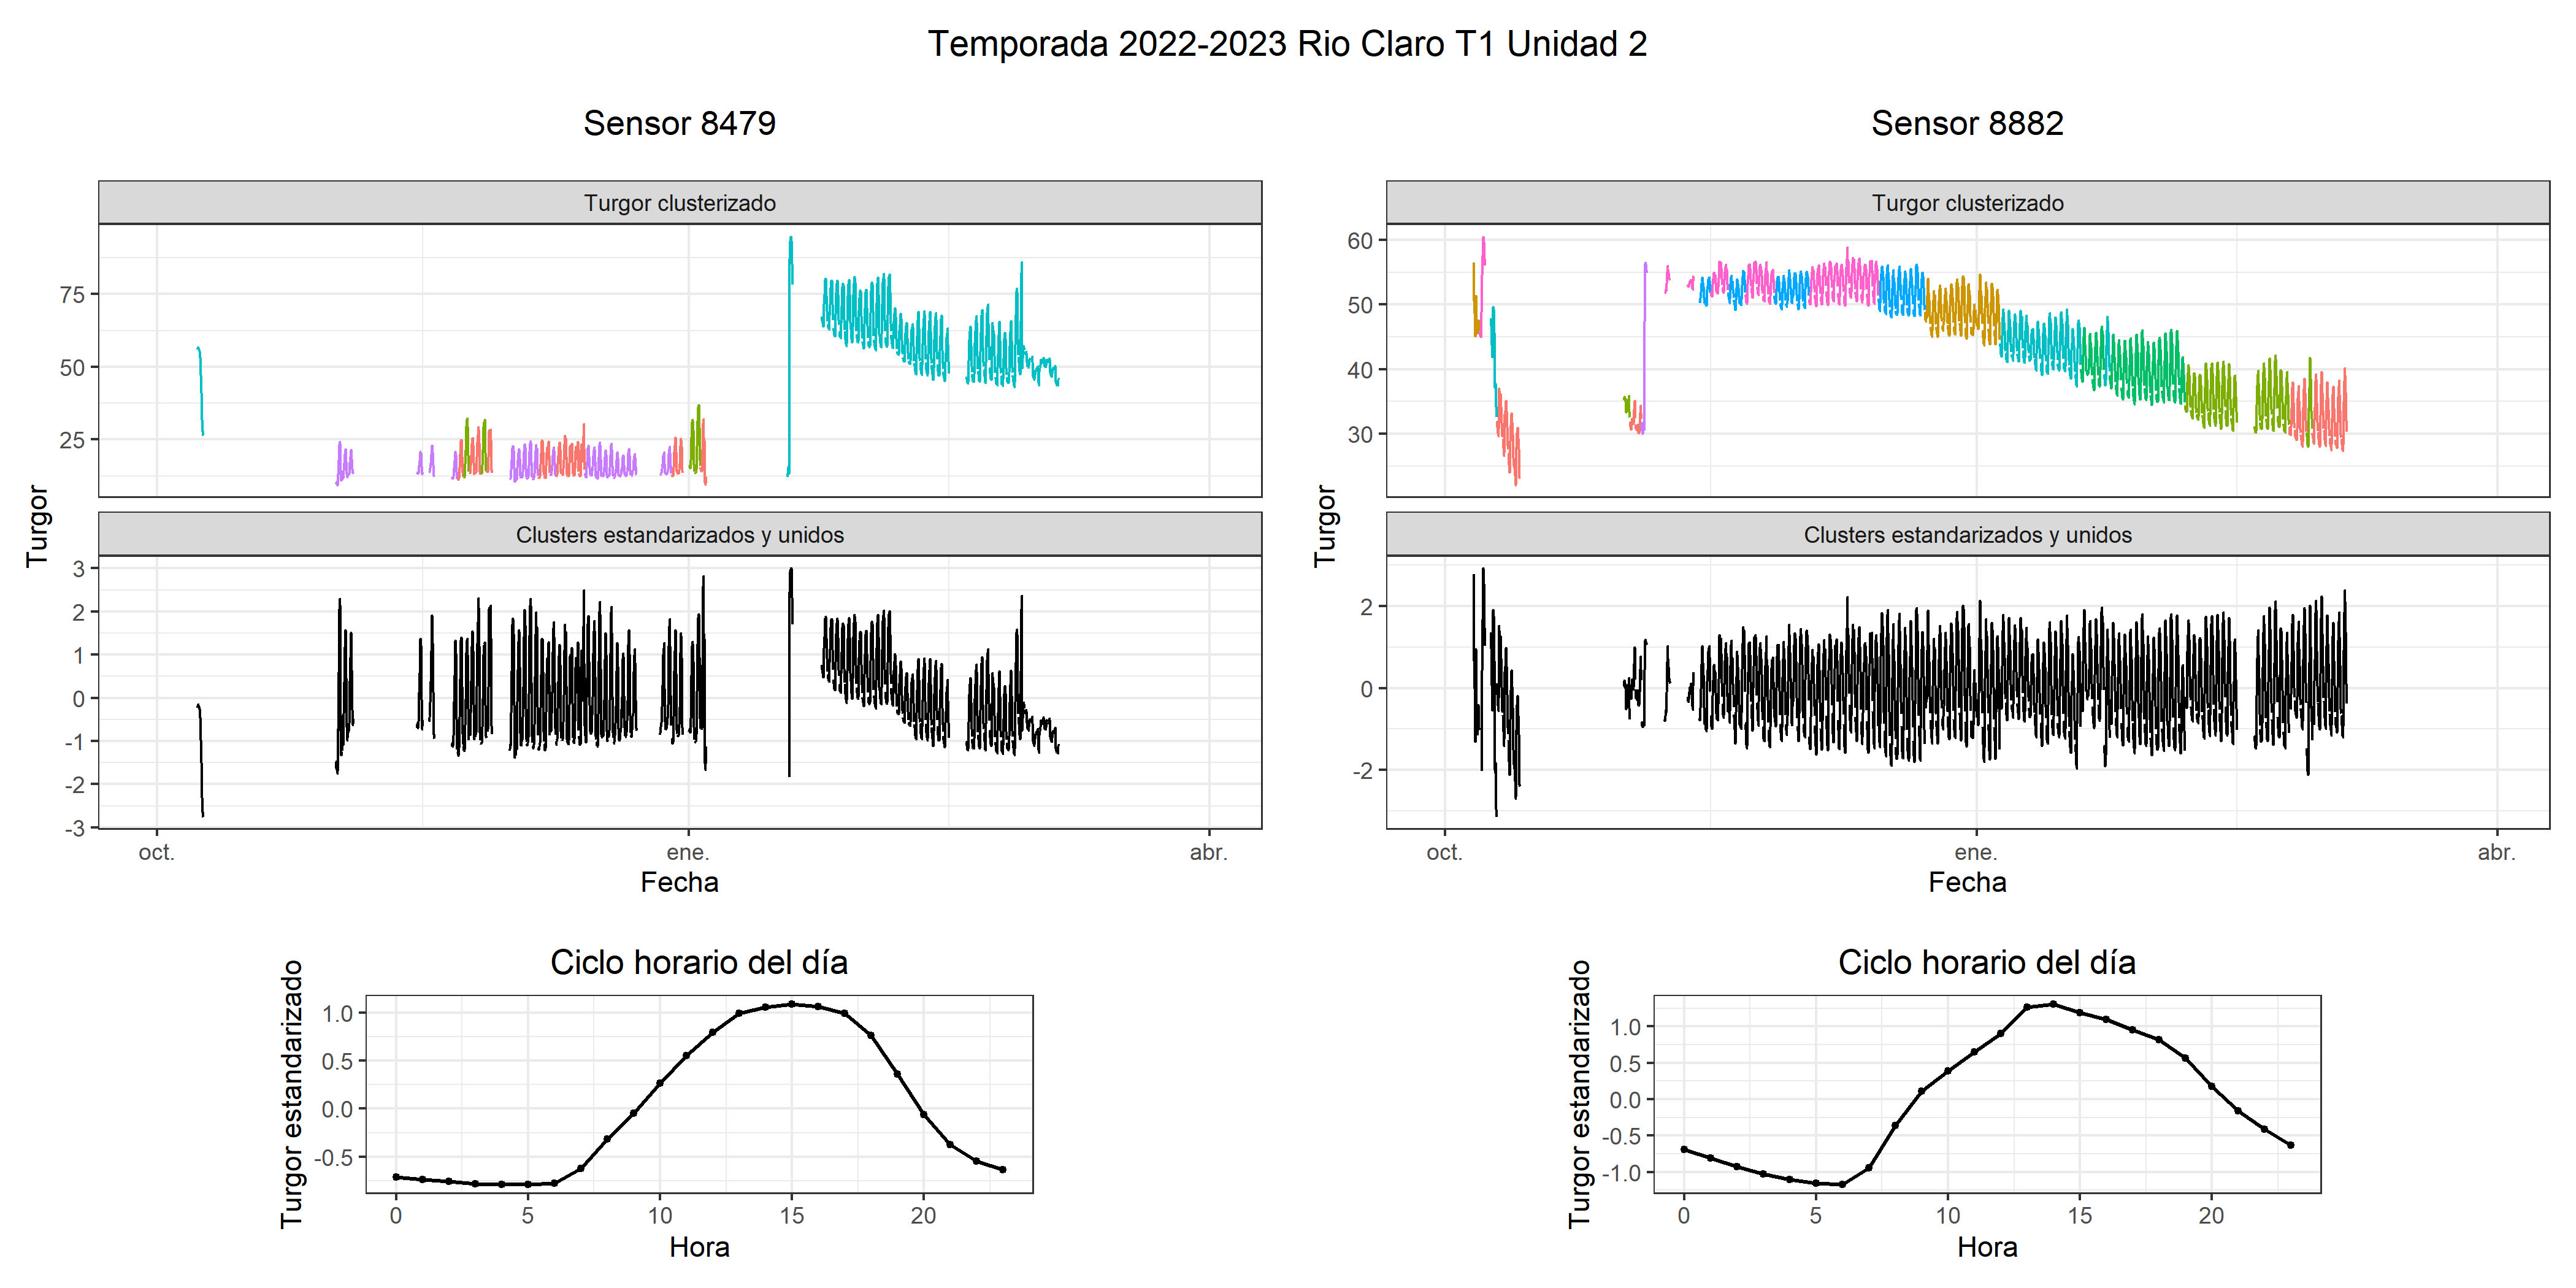 Temporada 2022-2023 Rio Claro T1 Unidad 2
Sensor 8479
Turgor clusterizado
75
50
25
Clusters estandarizados y unidos
3
2
1
0
-1
-2
-3
Turgor
oct.
ene.
abr.
Fecha
Ciclo horario del día
Turgor estandarizado
1.0
0.5
0.0
-0.5
0
5
10
15
20
Hora
Sensor 8882
Turgor clusterizado
60
50
40
30
Clusters estandarizados y unidos
2
0
-2
Turgor
oct.
ene.
abr.
Fecha
Ciclo horario del día
Turgor estandarizado
1.0
0.5
0.0
-0.5
-1.0
0
5
10
15
20
Hora